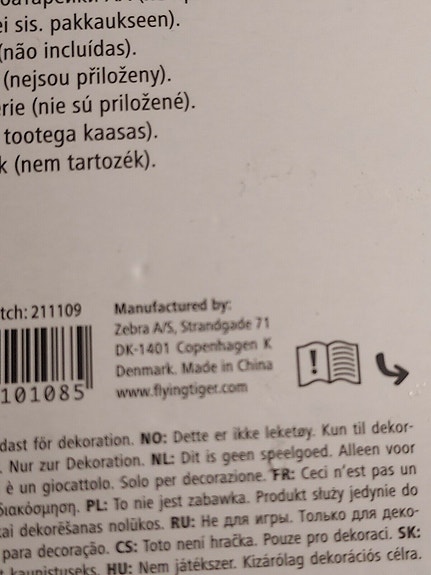 ei sis. pakkaukseen).
(não incluídas).
(nejsou přiloženy).
rie (nie sú priložené).
tootega kaasas).
k (nem tartozék).
tch: 211109
101085
Manufactured by:
Zebra A/S, Strandgade 71
DK-1401 Copenhagen K
Denmark. Made in China
www.flyingtiger.com
!
dast för dekoration. NO: Dette er ikke leketøy. Kun til dekor-
. Nur zur Dekoration. NL: Dit is geen speelgoed. Alleen voor
è un giocattolo. Solo per decorazione. FR: Ceci n'est pas un
διακόσμηση. PL: To nie jest zabawka. Produkt służy jedynie do
kai dekorēšanas nolūkos. RU: Не для игры. Только для деко-
para decoração. CS: Toto není hračka. Pouze pro dekoraci. SK:
t kaunistuseks. HU: Nem játékszer. Kizárólag dekorációs célra.